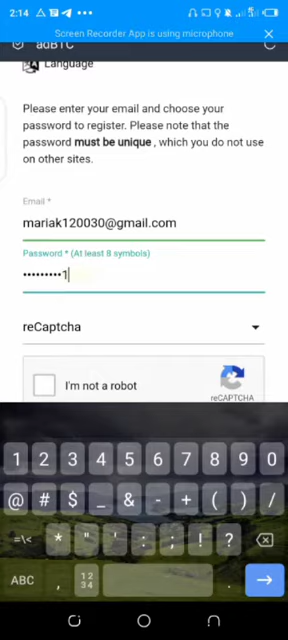 2:14
Screen Recorder App is using microphone
adBTC
Language
Please enter your email and choose your
password to register. Please note that the
password must be unique , which you do not use
on other sites.
Email *
mariak120030@gmail.com
Password * (At least 8 symbols)
•••••••••1
reCaptcha
I'm not a robot
reCAPTCHA
1 2 3 4 5 6 7 8 9 0
@ # $ _ & - + ( ) /
=\< * " ' : ; ! ?
ABC , 12 34 .